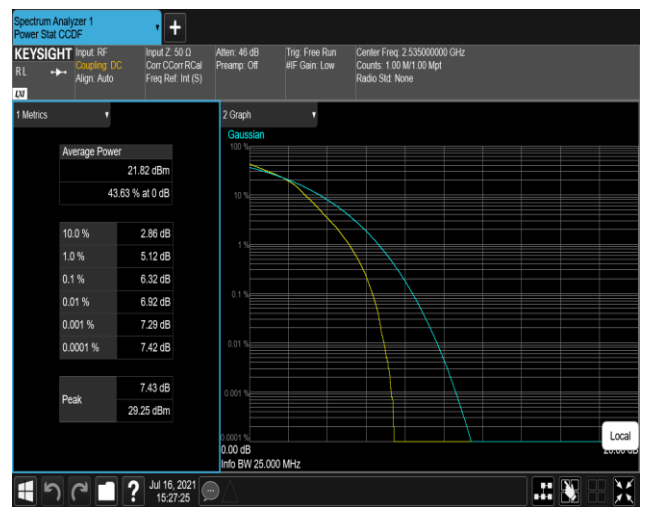 Spectrum Analyzer 1
Power Stat CCDF
+
KEYSIGHT
R L
LXI
Input: RF
Coupling: DC
Align: Auto
Input Z: 50 Ω
Corr CCorr RCal
Freq Ref: Int (S)
Atten: 46 dB
Preamp: Off
Trig: Free Run
#IF Gain: Low
Center Freq: 2.535000000 GHz
Counts: 1.00 M/1.00 Mpt
Radio Std: None
1 Metrics
Average Power
21.82 dBm
43.63 % at 0 dB
10.0 % 2.86 dB
1.0 % 5.12 dB
0.1 % 6.32 dB
0.01 % 6.92 dB
0.001 % 7.29 dB
0.0001 % 7.42 dB
Peak
7.43 dB
29.25 dBm
2 Graph
Gaussian
100 %
10 %
1 %
0.1 %
0.01 %
0.001 %
0.0001 %
0.00 dB
Info BW 25.000 MHz
Local
?
Jul 16, 2021
15:27:25